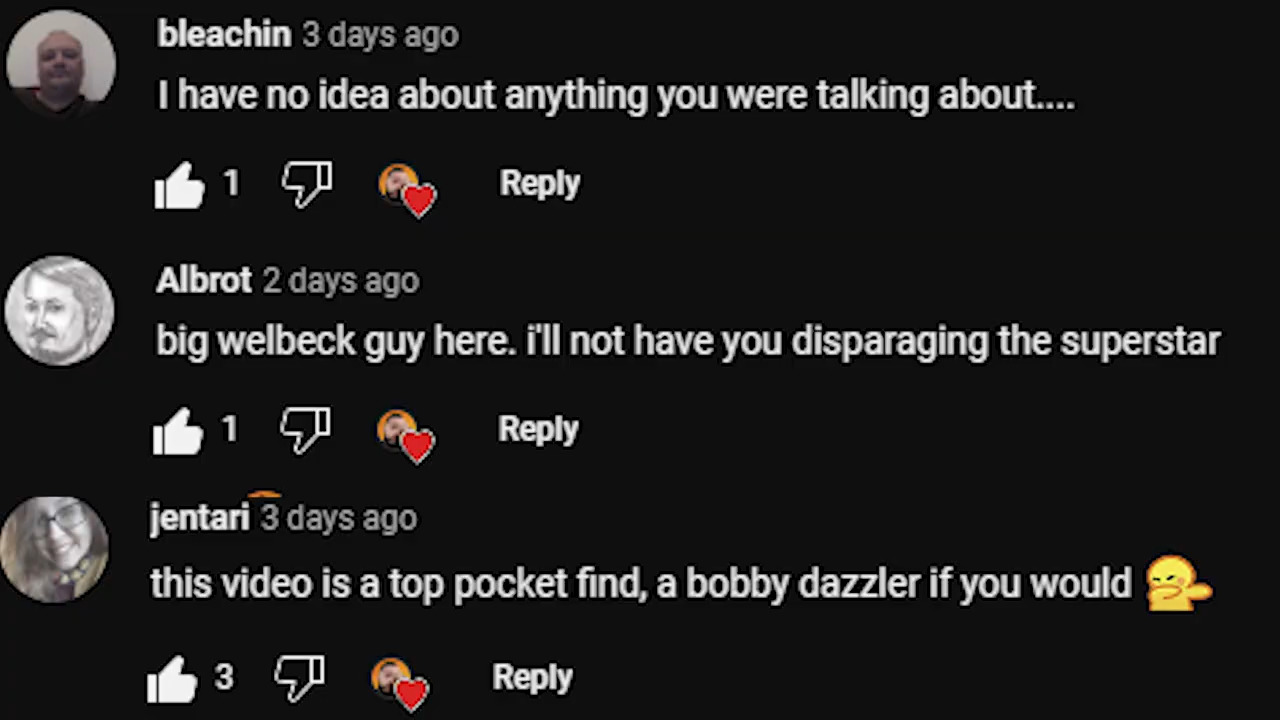 bleachin 3 days ago
I have no idea about anything you were talking about....
1 Reply
Albrot 2 days ago
big welbeck guy here. i'll not have you disparaging the superstar
1 Reply
jentari 3 days ago
this video is a top pocket find, a bobby dazzler if you would
3 Reply